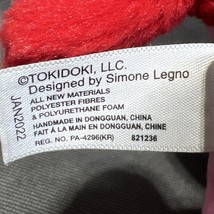 ©TOKIDOKI, LLC.
Designed by Simone Legno
ALL NEW MATERIALS
POLYESTER FIBRES
& POLYURETHANE FOAM
HANDMADE IN DONGGUAN, CHINA
FAIT À LA MAIN EN DONGGUAN, CHINE
REG. NO. PA-4296(KR) 821236
JAN2022